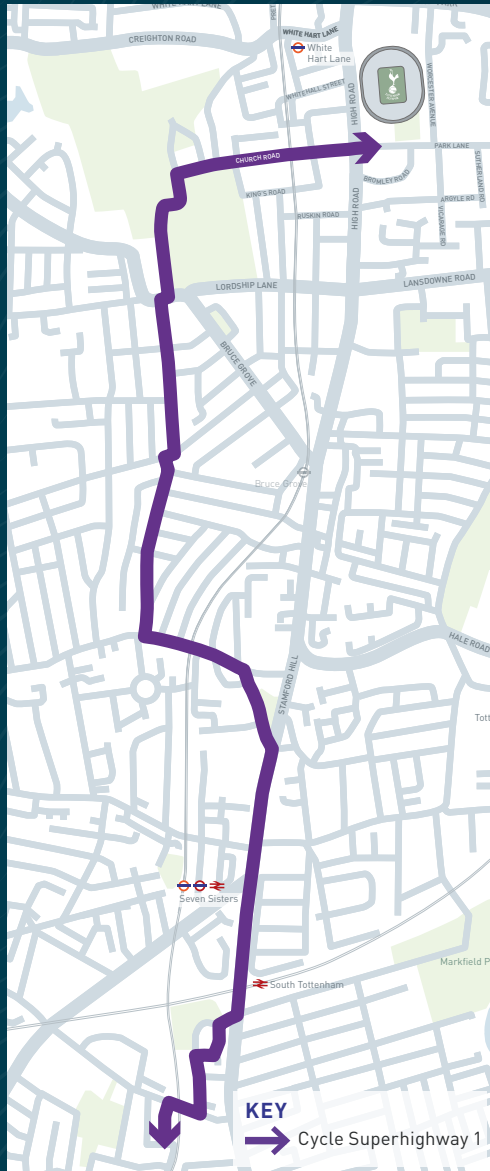 CREIGHTON ROAD
WHITE HART LANE
White
Hart Lane
WHITEHALL STREET
HIGH ROAD
WORCESTER AVENUE
CHURCH ROAD
PARK LANE
SUTHERLAND RD
BROMLEY ROAD
KING'S ROAD
ARGYLE RD
RUSKIN ROAD
HIGH ROAD
VICARAGE RD
LORDSHIP LANE
LANSDOWNE ROAD
BRUCE GROVE
Bruce Grove
HALE ROAD
STAMFORD HILL
Tott
Seven Sisters
Markfield P
South Tottenham
KEY
Cycle Superhighway 1